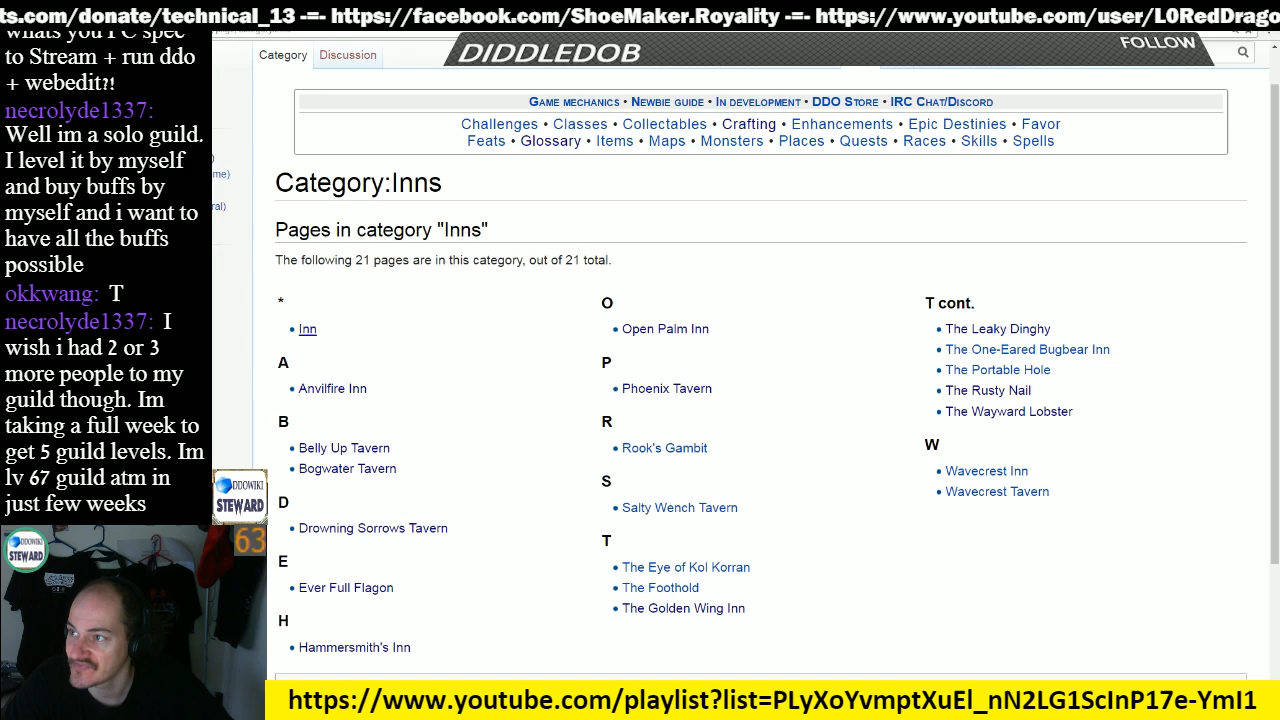 ts.com/donate/technical_13 -=- https://facebook.com/ShoeMaker.Royality -=- https://www.youtube.com/user/L0RedDrago
whats you PC spec
to Stream + run ddo
+ webedit?!
necrolyde1337:
Well im a solo guild.
I level it by myself
and buy buffs by
myself and i want to
have all the buffs
possible
okkwang: T
necrolyde1337: I
wish i had 2 or 3
more people to my
guild though. Im
taking a full week to
get 5 guild levels. Im
lv 67 guild atm in
just few weeks
DDOWIKI
STEWARD
63
DDOWIKI
STEWARD
me)
ral)
Category Discussion
DIDDLEDOB
FOLLOW
Game mechanics • Newbie guide • In development • DDO Store • IRC Chat/Discord
Challenges • Classes • Collectables • Crafting • Enhancements • Epic Destinies • Favor
Feats • Glossary • Items • Maps • Monsters • Places • Quests • Races • Skills • Spells
Category:Inns
Pages in category "Inns"
The following 21 pages are in this category, out of 21 total.
*
• Inn
A
• Anvilfire Inn
B
• Belly Up Tavern
• Bogwater Tavern
D
• Drowning Sorrows Tavern
E
• Ever Full Flagon
H
• Hammersmith's Inn
O
• Open Palm Inn
P
• Phoenix Tavern
R
• Rook's Gambit
S
• Salty Wench Tavern
T
• The Eye of Kol Korran
• The Foothold
• The Golden Wing Inn
T cont.
• The Leaky Dinghy
• The One-Eared Bugbear Inn
• The Portable Hole
• The Rusty Nail
• The Wayward Lobster
W
• Wavecrest Inn
• Wavecrest Tavern
https://www.youtube.com/playlist?list=PLyXoYvmptXuEl_nN2LG1ScInP17e-YmI1